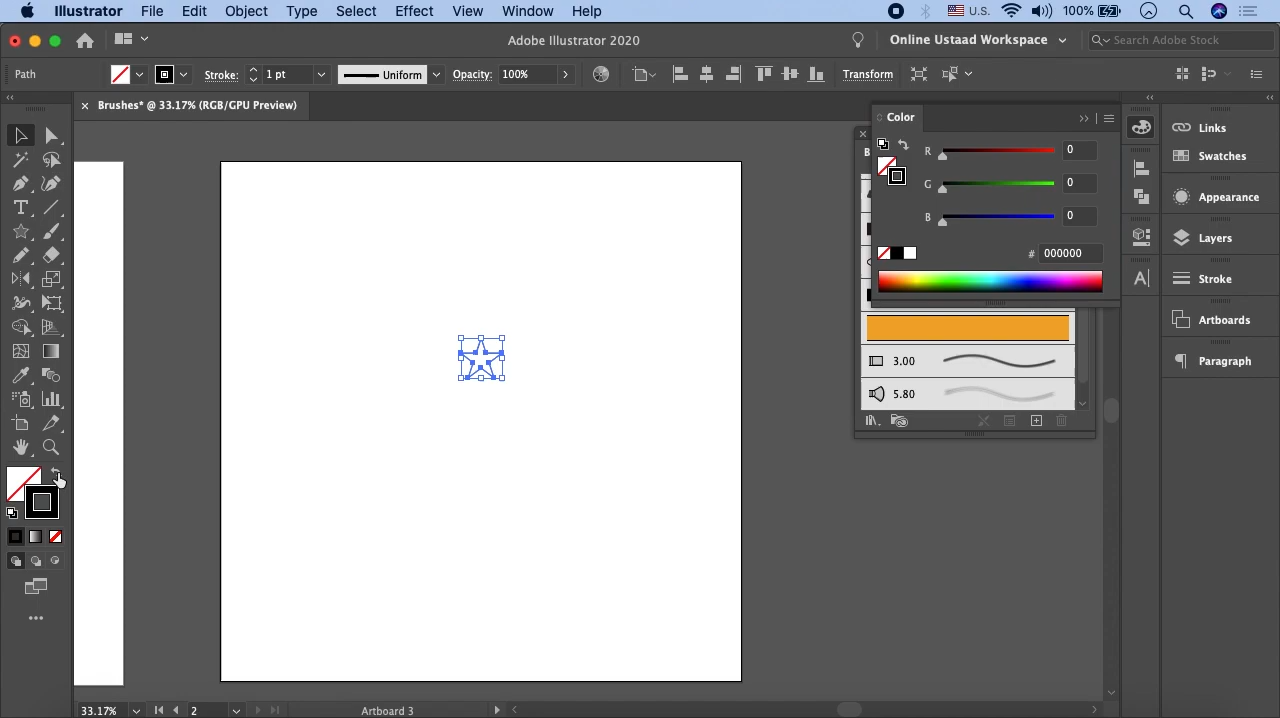 Illustrator File Edit Object Type Select Effect View Window Help U.S. 100%
Adobe Illustrator 2020 Online Ustaad Workspace Search Adobe Stock
Path Stroke: 1 pt Uniform Opacity: 100% Transform
× Brushes* @ 33.17% (RGB/GPU Preview)
Color
B
R 0
G 0
B 0
# 000000
3.00
5.80
Links
Swatches
Appearance
Layers
Stroke
Artboards
Paragraph
33.17% 2 Artboard 3